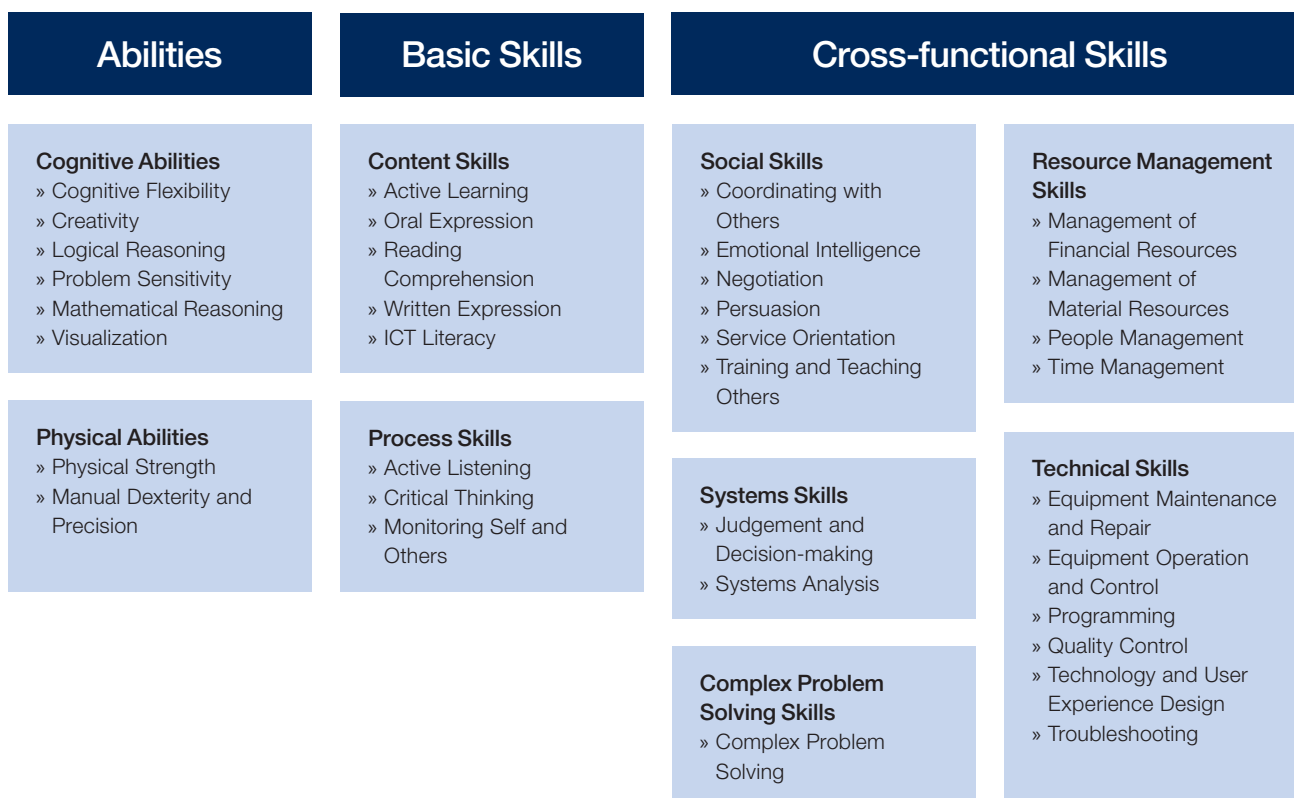 Abilities
Cognitive Abilities
» Cognitive Flexibility
» Creativity
» Logical Reasoning
» Problem Sensitivity
» Mathematical Reasoning
» Visualization
Physical Abilities
» Physical Strength
» Manual Dexterity and
Precision
Basic Skills
Content Skills
» Active Learning
» Oral Expression
» Reading
Comprehension
» Written Expression
» ICT Literacy
Process Skills
» Active Listening
» Critical Thinking
» Monitoring Self and
Others
Cross-functional Skills
Social Skills
» Coordinating with
Others
» Emotional Intelligence
» Negotiation
» Persuasion
» Service Orientation
» Training and Teaching
Others
Systems Skills
» Judgement and
Decision-making
» Systems Analysis
Complex Problem
Solving Skills
» Complex Problem
Solving
Resource Management
Skills
» Management of
Financial Resources
» Management of
Material Resources
» People Management
» Time Management
Technical Skills
» Equipment Maintenance
and Repair
» Equipment Operation
and Control
» Programming
» Quality Control
» Technology and User
Experience Design
» Troubleshooting